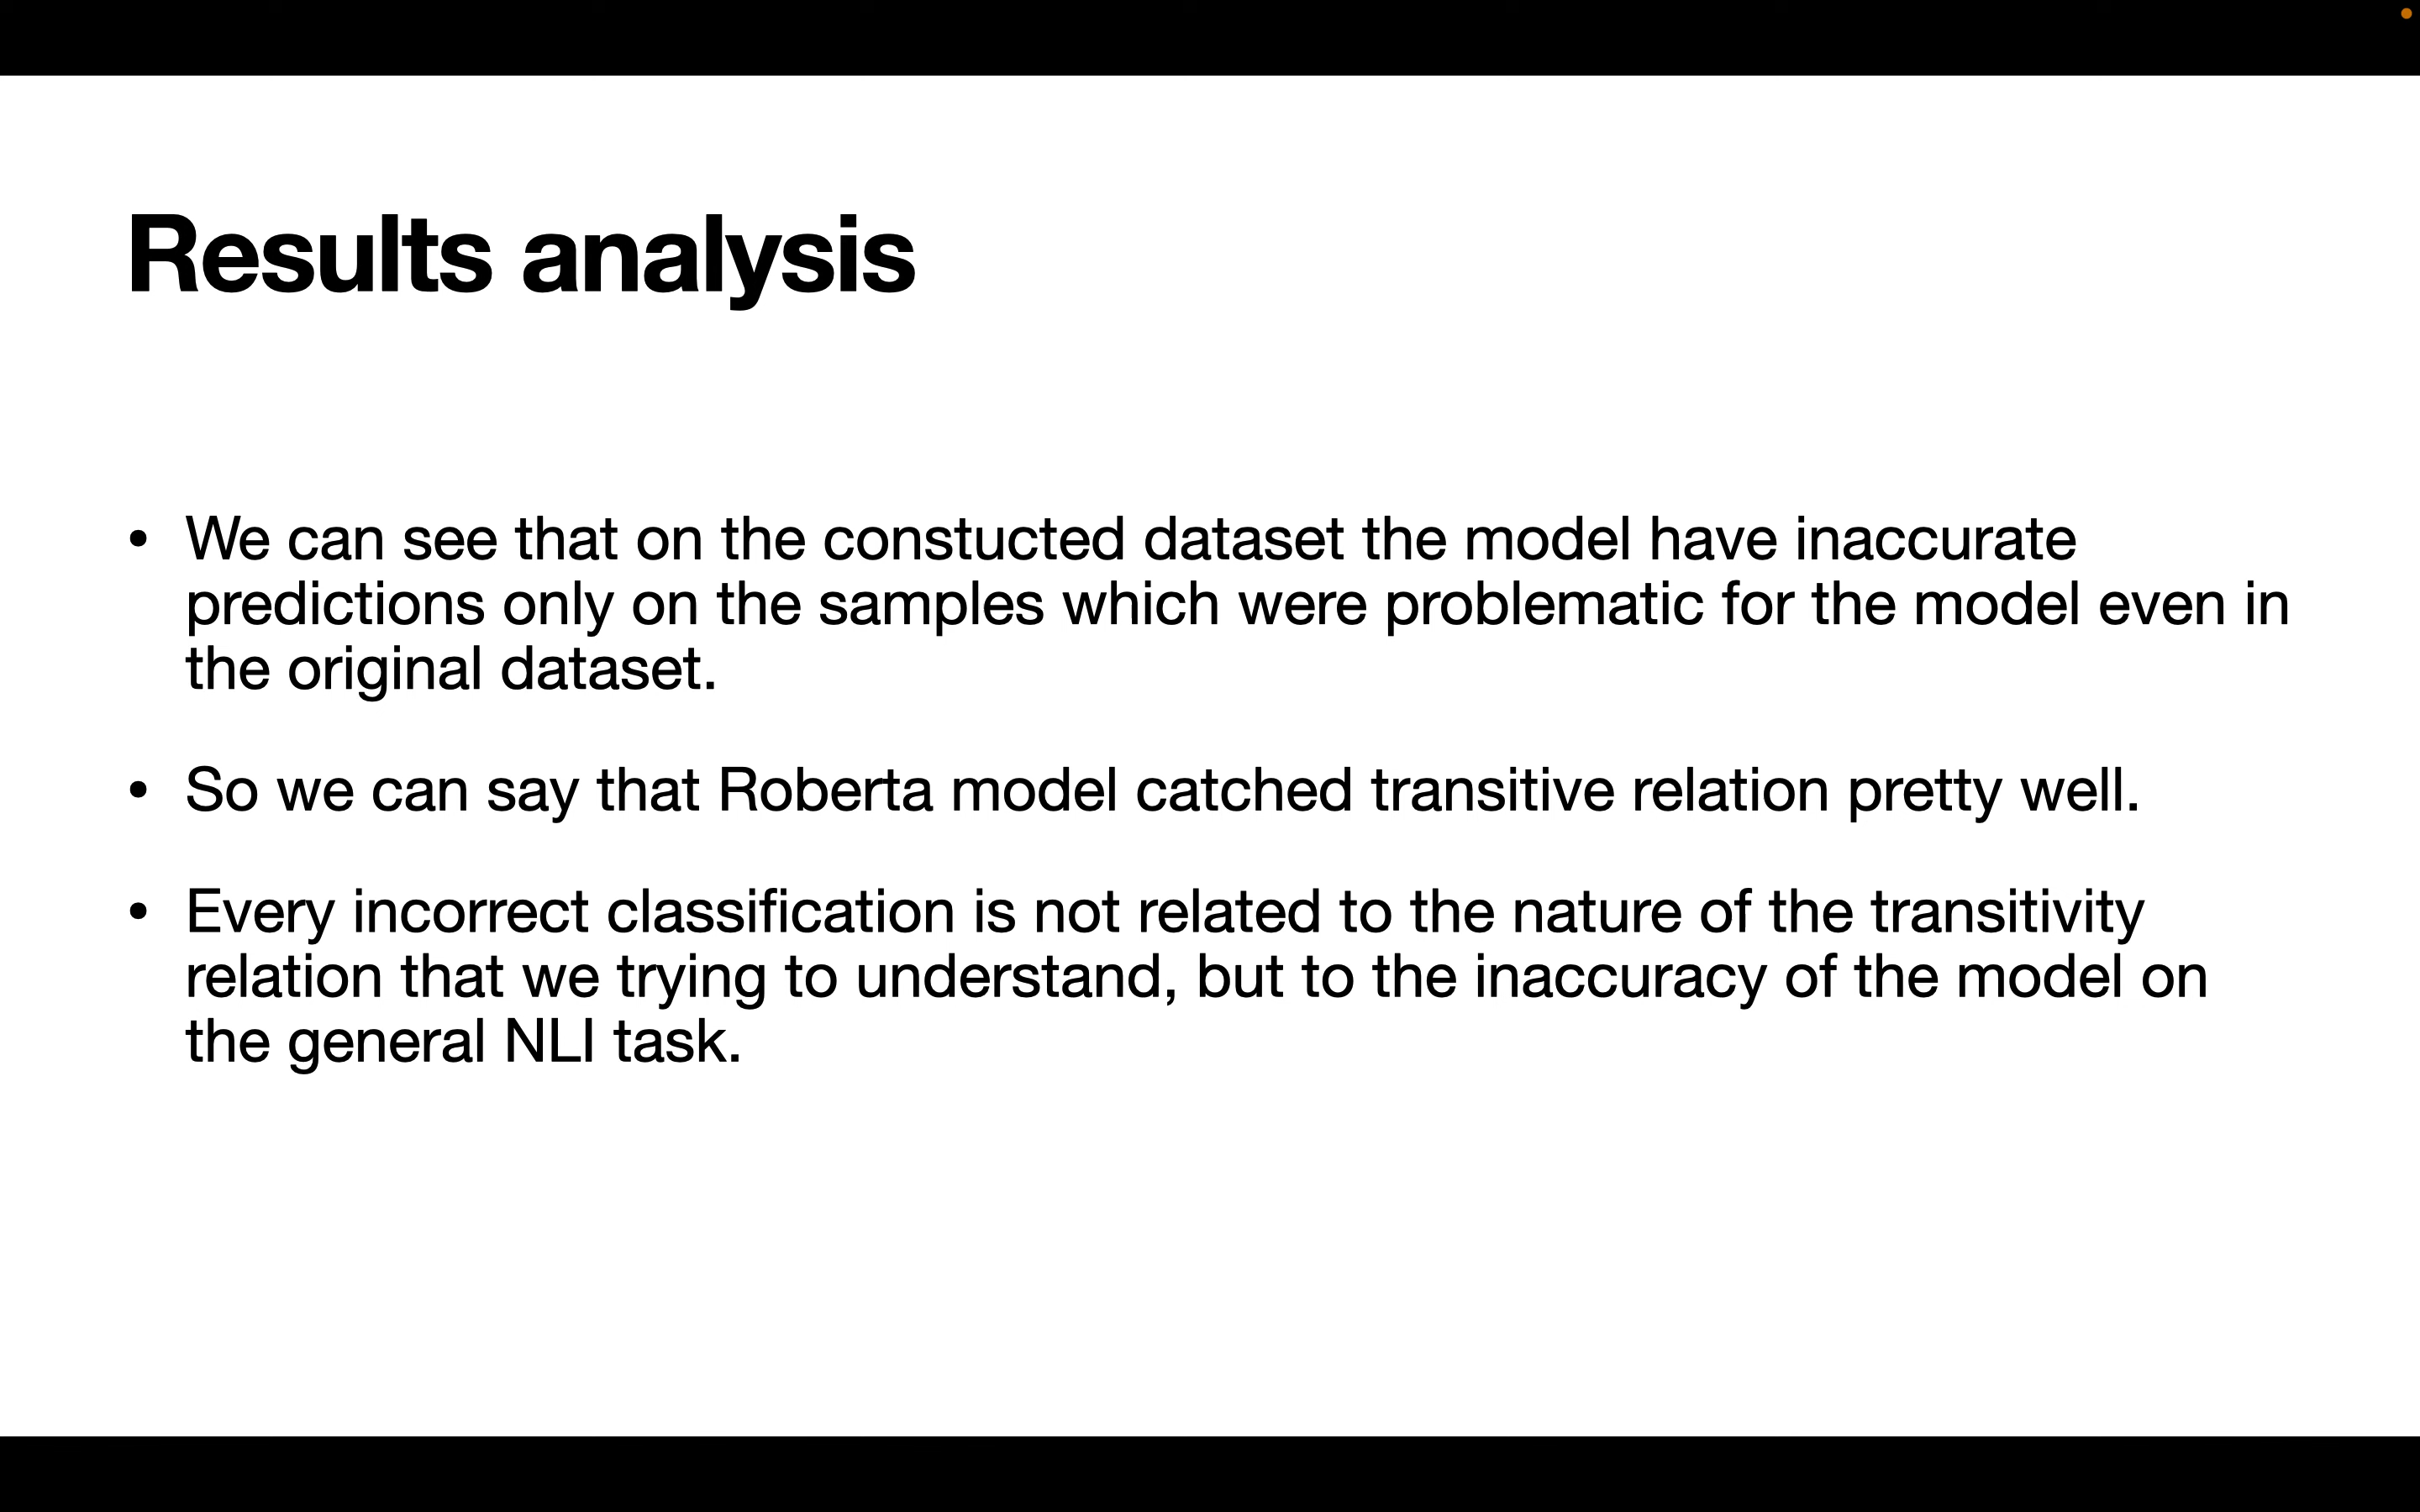 Results analysis
• We can see that on the constucted dataset the model have inaccurate
predictions only on the samples which were problematic for the model even in
the original dataset.
• So we can say that Roberta model catched transitive relation pretty well.
• Every incorrect classification is not related to the nature of the transitivity
relation that we trying to understand, but to the inaccuracy of the model on
the general NLI task.